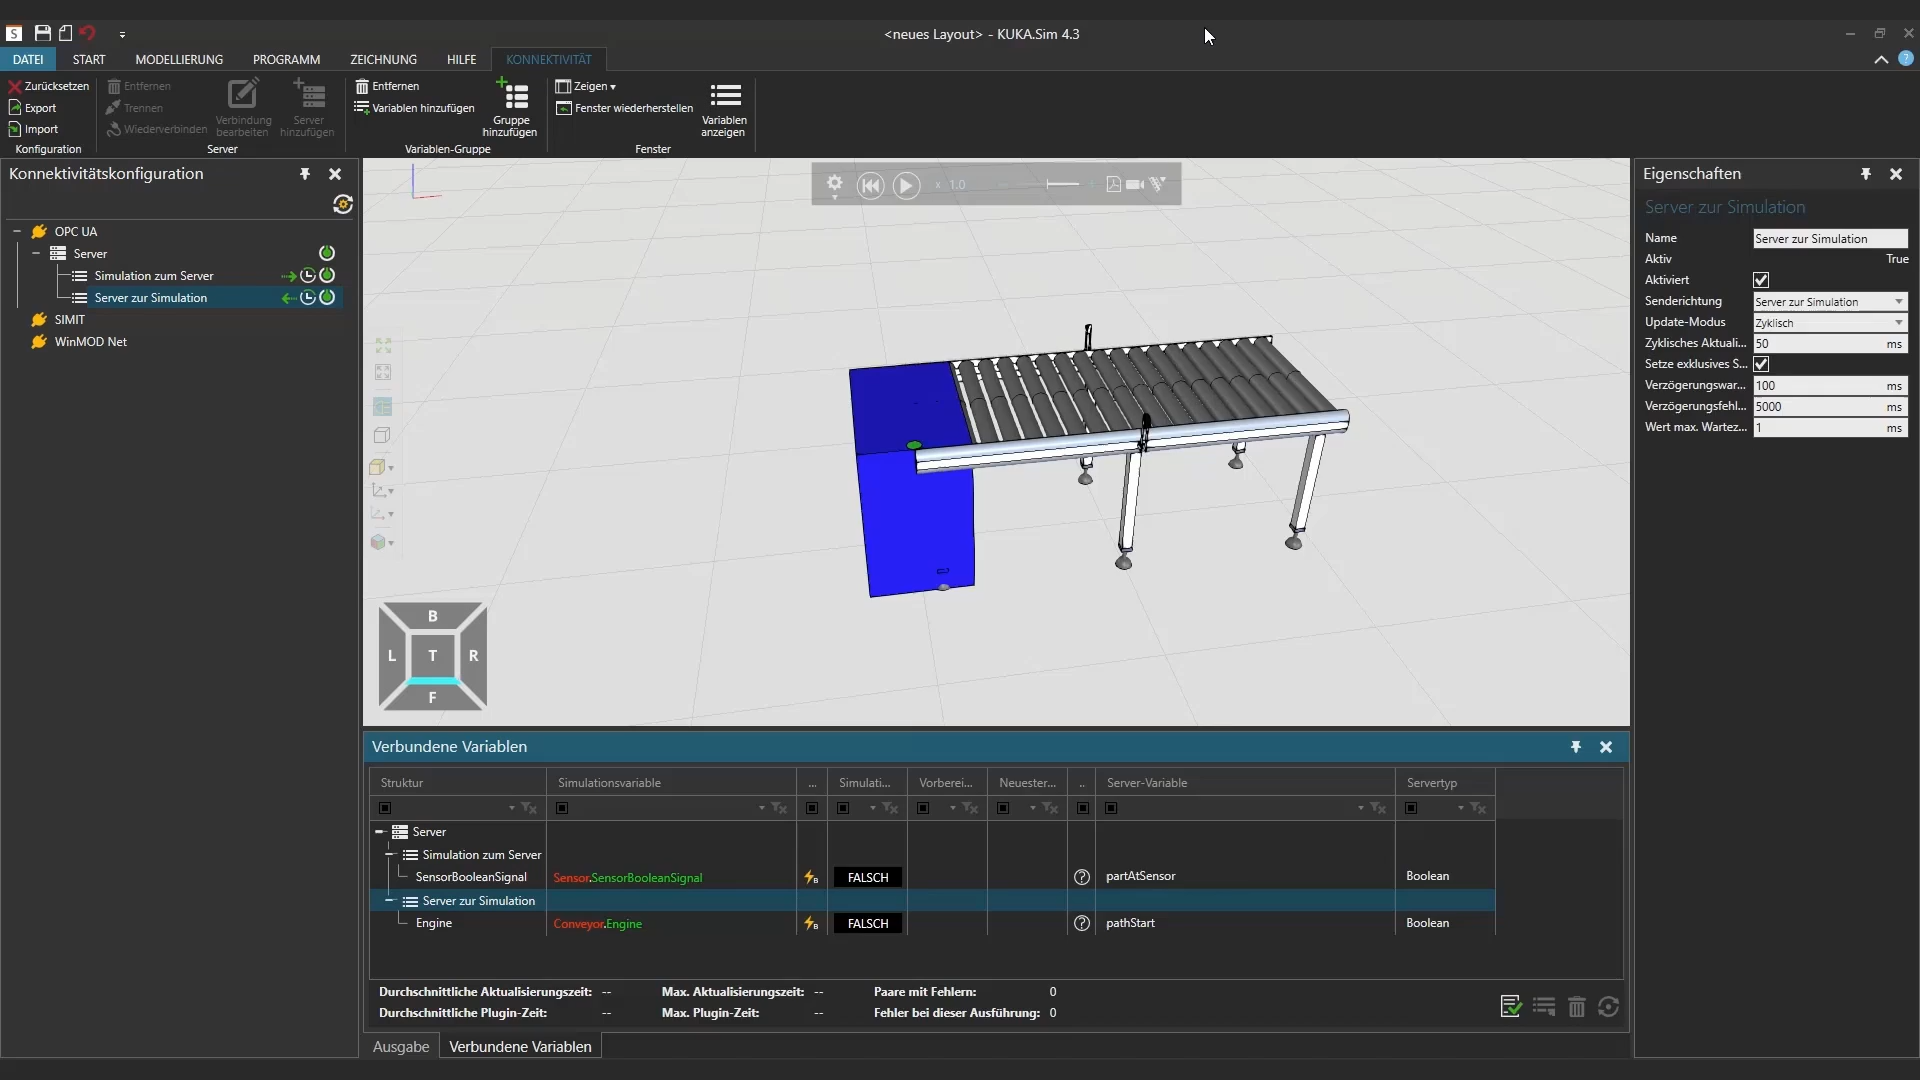 <neues Layout> - KUKA.Sim 4.3
DATEI START MODELLIERUNG PROGRAMM ZEICHNUNG HILFE KONNEKTIVITÄT
Zurücksetzen
Export
Import
Konfiguration
Entfernen
Trennen
Wiederverbinden
Verbindung
bearbeiten
Server
hinzufügen
Server
Entfernen
Variablen hinzufügen
Gruppe
hinzufügen
Variablen-Gruppe
Zeigen
Fenster wiederherstellen
Variablen
anzeigen
Fenster
Konnektivitätskonfiguration
OPC UA
Server
Simulation zum Server
Server zur Simulation
SIMIT
WinMOD Net
x 1.0
B
L T R
F
Eigenschaften
Server zur Simulation
Name Server zur Simulation
Aktiv True
Aktiviert
Senderichtung Server zur Simulation
Update-Modus Zyklisch
Zyklisches Aktuali... 50 ms
Setze exklusives S...
Verzögerungswar... 100 ms
Verzögerungsfehl... 5000 ms
Wert max. Wartez... 1 ms
Verbundene Variablen
Struktur Simulationsvariable ... Simulati... Vorberei... Neuester... .. Server-Variable Servertyp
Server
Simulation zum Server
SensorBooleanSignal Sensor.SensorBooleanSignal FALSCH partAtSensor Boolean
Server zur Simulation
Engine Conveyor.Engine FALSCH pathStart Boolean
Durchschnittliche Aktualisierungszeit: -- Max. Aktualisierungszeit: -- Paare mit Fehlern: 0
Durchschnittliche Plugin-Zeit: -- Max. Plugin-Zeit: -- Fehler bei dieser Ausführung: 0
Ausgabe Verbundene Variablen